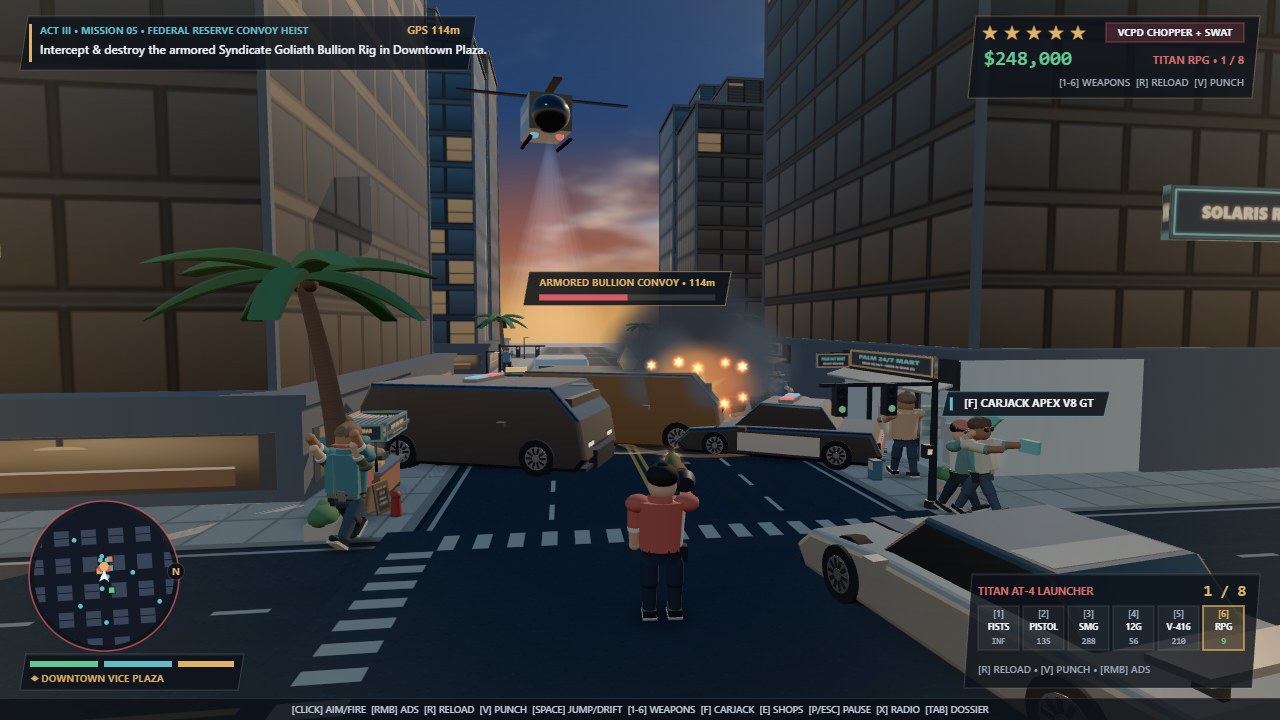 ACT III • MISSION 05 • FEDERAL RESERVE CONVOY HEIST
GPS 114m
Intercept & destroy the armored Syndicate Goliath Bullion Rig in Downtown Plaza.
VCPD CHOPPER + SWAT
$248,000
TITAN RPG • 1 / 8
[1-6] WEAPONS [R] RELOAD [V] PUNCH
SOLARIS
ARMORED BULLION CONVOY • 114m
PALM 24/7 MART
[F] CARJACK APEX V8 GT
N
DOWNTOWN VICE PLAZA
TITAN AT-4 LAUNCHER
1 / 8
[1] [2] [3] [4] [5] [6]
FISTS PISTOL SMG 12G V-416 RPG
INF 135 288 56 210 9
[R] RELOAD • [V] PUNCH • [RMB] ADS
[CLICK] AIM/FIRE [RMB] ADS [R] RELOAD [V] PUNCH [SPACE] JUMP/DRIFT [1-6] WEAPONS [F] CARJACK [E] SHOPS [P/ESC] PAUSE [X] RADIO [TAB] DOSSIER